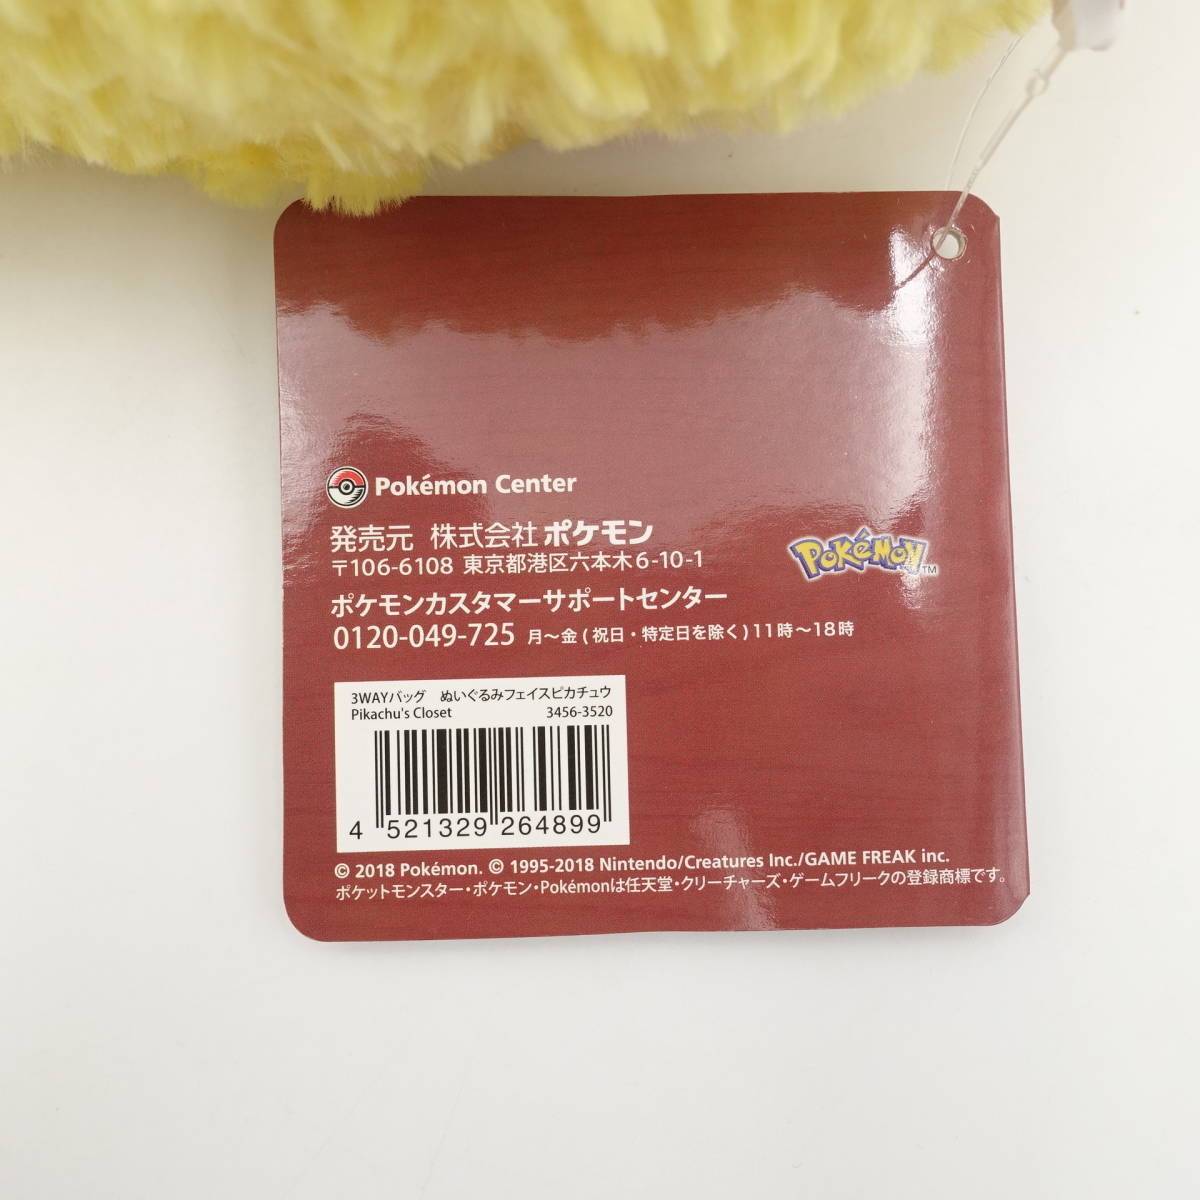 Pokémon Center
発売元 株式会社 ポケモン
〒106-6108 東京都港区六本木6-10-1
POKéMON™
ポケモンカスタマーサポートセンター
0120-049-725 月～金(祝日・特定日を除く)11時～18時
3WAYバッグ ぬいぐるみフェイスピカチュウ
Pikachu's Closet 3456-3520
4 521329 264899
© 2018 Pokémon. © 1995-2018 Nintendo/Creatures Inc./GAME FREAK inc.
ポケットモンスター・ポケモン・Pokémonは任天堂・クリーチャーズ・ゲームフリークの登録商標です。